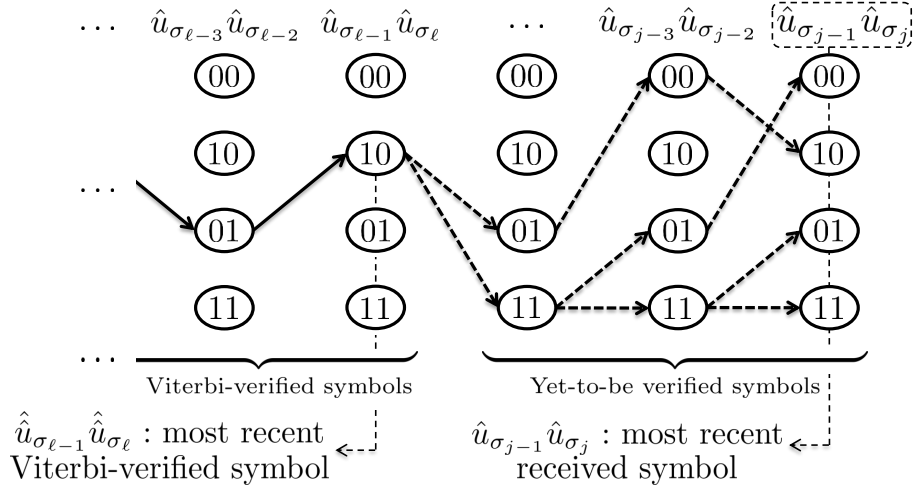 … û_{σ_{ℓ−3}} û_{σ_{ℓ−2}} û_{σ_{ℓ−1}} û_{σ_ℓ} … û_{σ_{j−3}} û_{σ_{j−2}} û_{σ_{j−1}} û_{σ_j}
00 00 00 00 00
10 10 10 10 10
…
01 01 01 01 01
11 11 11 11 11
…
Viterbi-verified symbols
Yet-to-be verified symbols
û̂_{σ_{ℓ−1}} û̂_{σ_ℓ} : most recent
Viterbi-verified symbol
û_{σ_{j−1}} û_{σ_j} : most recent
received symbol